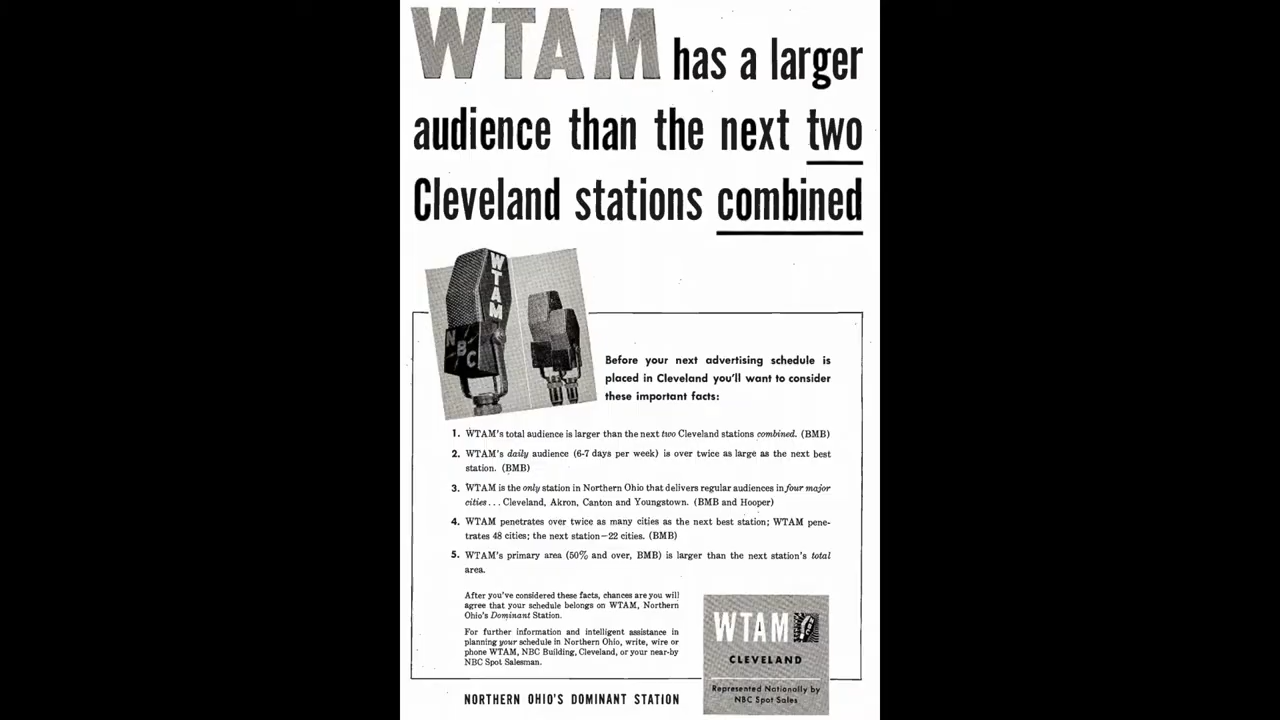 WTAM has a larger
audience than the next two
Cleveland stations combined
WTAM
NBC
Before your next advertising schedule is
placed in Cleveland you'll want to consider
these important facts:
1. WTAM's total audience is larger than the next two Cleveland stations combined. (BMB)
2. WTAM's daily audience (6-7 days per week) is over twice as large as the next best
station. (BMB)
3. WTAM is the only station in Northern Ohio that delivers regular audiences in four major
cities... Cleveland, Akron, Canton and Youngstown. (BMB and Hooper)
4. WTAM penetrates over twice as many cities as the next best station; WTAM pene-
trates 48 cities; the next station—22 cities. (BMB)
5. WTAM's primary area (50% and over, BMB) is larger than the next station's total
area.
After you've considered these facts, chances are you will
agree that your schedule belongs on WTAM, Northern
Ohio's Dominant Station.
For further information and intelligent assistance in
planning your schedule in Northern Ohio, write, wire or
phone WTAM, NBC Building, Cleveland, or your near-by
NBC Spot Salesman.
NORTHERN OHIO'S DOMINANT STATION
WTAM
CLEVELAND
Represented Nationally by
NBC Spot Sales